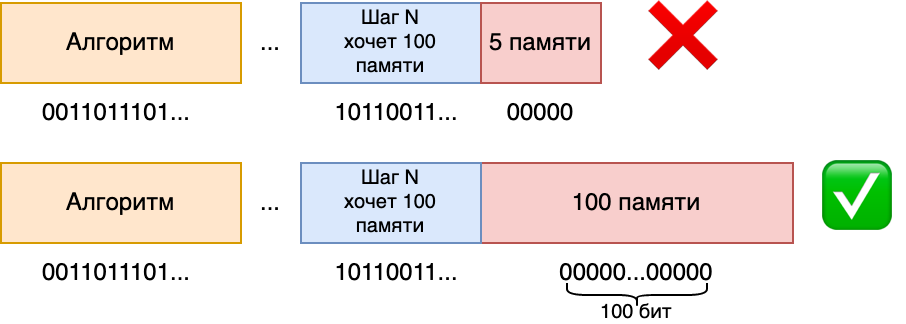 Алгоритм
...
Шаг N
хочет 100
памяти
5 памяти
0011011101...
10110011...
00000
Алгоритм
...
Шаг N
хочет 100
памяти
100 памяти
0011011101...
10110011...
00000...00000
100 бит